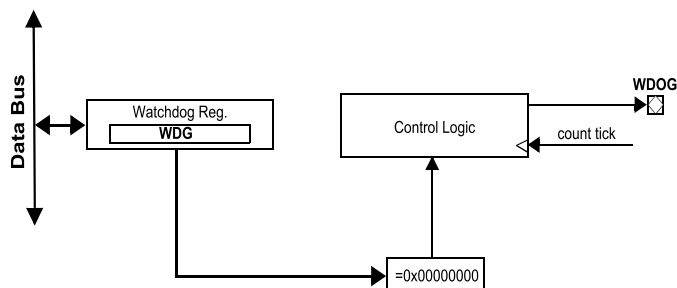 Data Bus
Watchdog Reg.
WDG
Control Logic
WDOG
count tick
=0x00000000